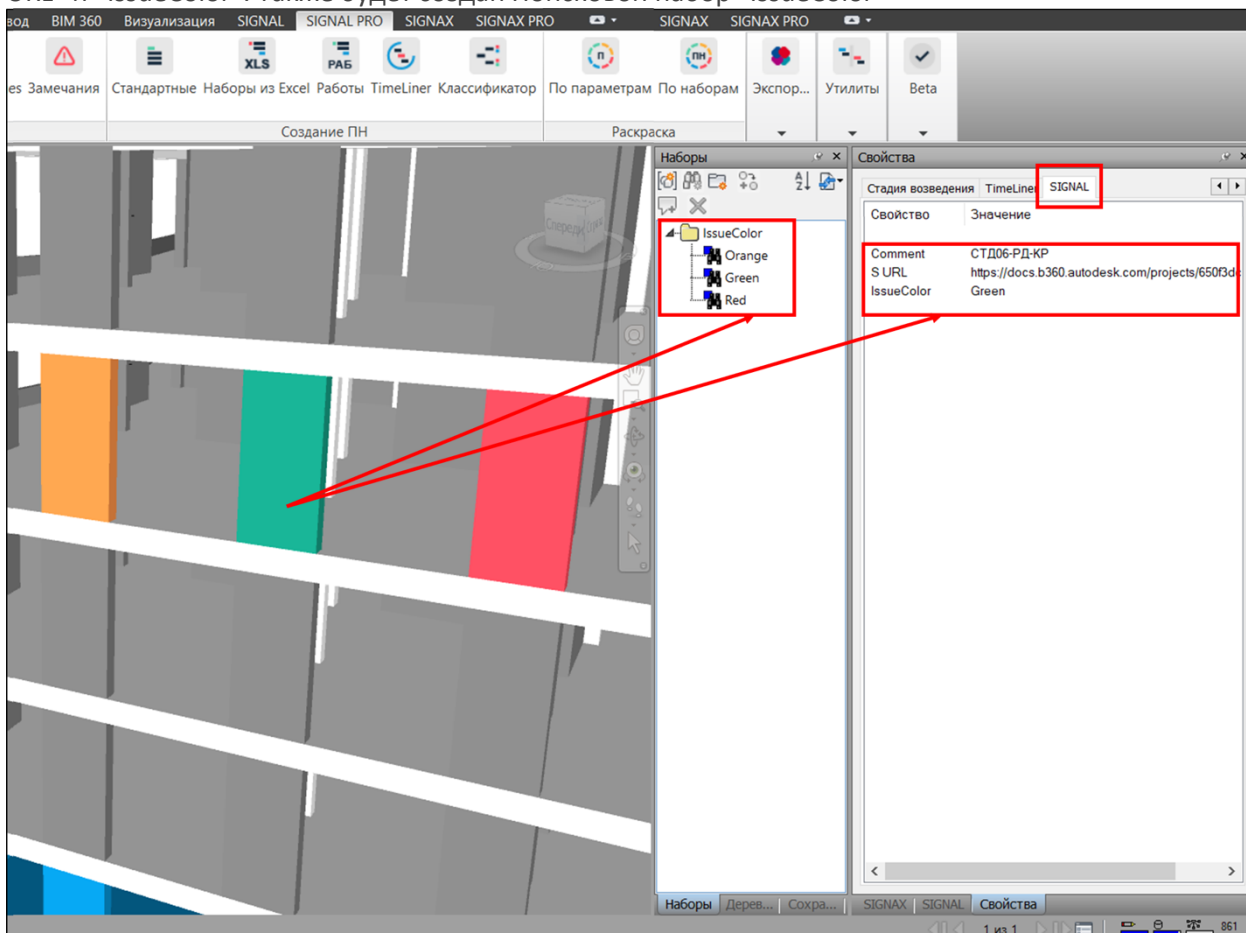 вод BIM 360 Визуализация SIGNAL SIGNAL PRO SIGNAX SIGNAX PRO SIGNAX SIGNAX PRO
XLS РАБ П ПН
es Замечания Стандартные Наборы из Excel Работы TimeLiner Классификатор По параметрам По наборам Экспор... Утилиты Beta
Создание ПН Раскраска
Наборы Свойства
Стадия возведения TimeLiner SIGNAL
Свойство Значение
IssueColor
Orange
Green
Red
Comment СТД06-РД-КР
S URL https://docs.b360.autodesk.com/projects/650f3dc
IssueColor Green
Спереди
Наборы Дерев... Сохра... SIGNAX SIGNAL Свойства
1 из 1 861